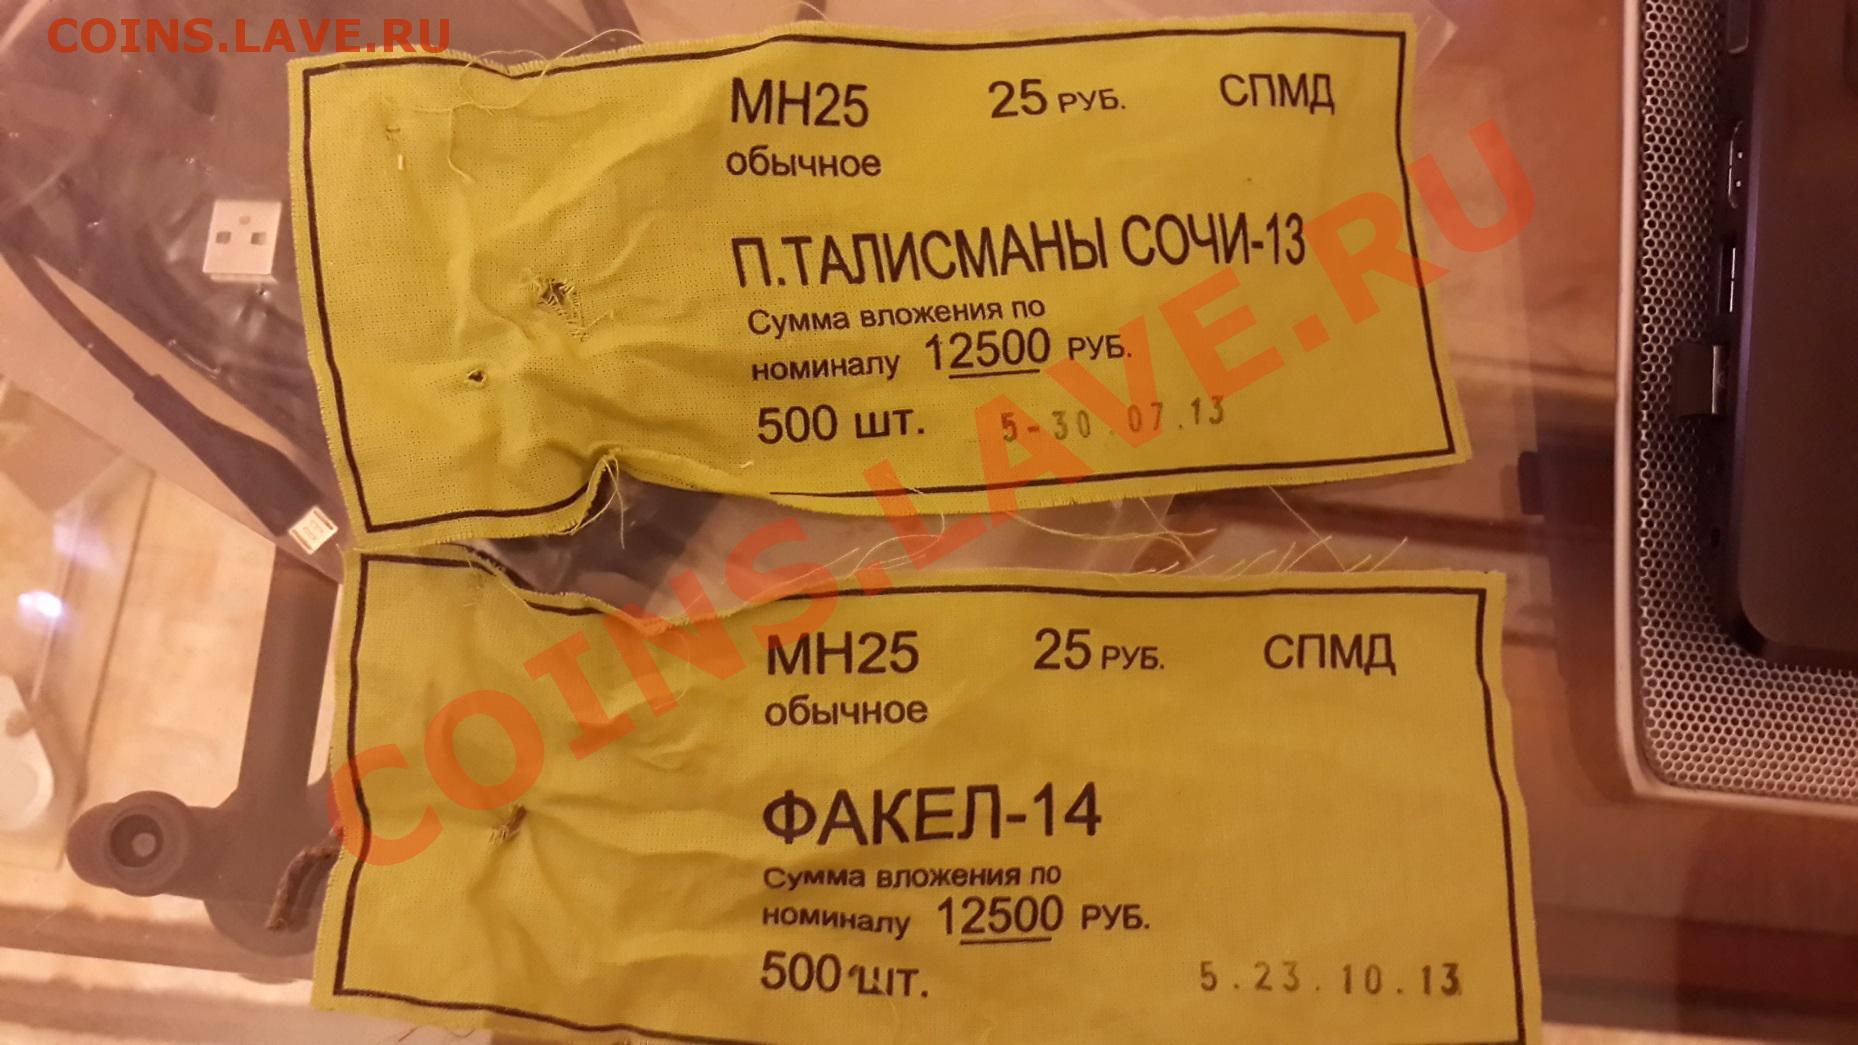 COINS.LAVE.RU
МН25 25 РУБ. СПМД
обычное
П.ТАЛИСМАНЫ СОЧИ-13
Сумма вложения по
номиналу 12500 РУБ.
500 шт. 5-30.07.13
COINS.LAVE.RU
МН25 25 РУБ. СПМД
обычное
ФАКЕЛ-14
Сумма вложения по
номиналу 12500 РУБ.
500 шт. 5.23.10.13